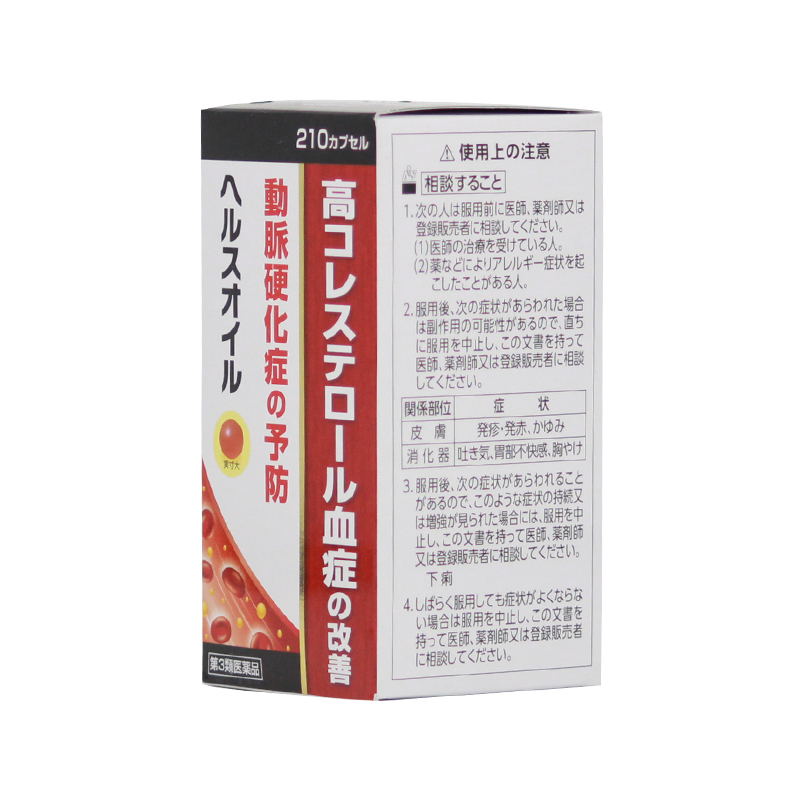 210カプセル
高コレステロール血症の改善
動脈硬化症の予防
ヘルスオイル
実寸大
第3類医薬品
⚠使用上の注意
相談すること
1.次の人は服用前に医師、薬剤師又は
登録販売者に相談してください。
(1)医師の治療を受けている人。
(2)薬などによりアレルギー症状を起
こしたことがある人。
2.服用後、次の症状があらわれた場合
は副作用の可能性があるので、直ち
に服用を中止し、この文書を持って
医師、薬剤師又は登録販売者に相談
してください。
関係部位 症状
皮膚 発疹・発赤、かゆみ
消化器 吐き気、胃部不快感、胸やけ
3.服用後、次の症状があらわれること
があるので、このような症状の持続又
は増強が見られた場合には、服用を中
止し、この文書を持って医師、薬剤師
又は登録販売者に相談してください。
下痢
4.しばらく服用しても症状がよくならな
い場合は服用を中止し、この文書を
持って医師、薬剤師又は登録販売者
に相談してください。